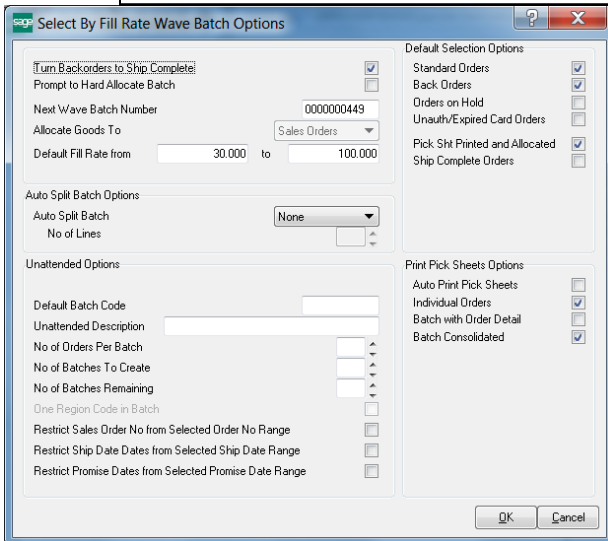 sage Select By Fill Rate Wave Batch Options ? X
Turn Backorders to Ship Complete
Prompt to Hard Allocate Batch
Next Wave Batch Number 0000000449
Allocate Goods To Sales Orders
Default Fill Rate from 30.000 to 100.000
Auto Split Batch Options
Auto Split Batch None
No of Lines
Unattended Options
Default Batch Code
Unattended Description
No of Orders Per Batch
No of Batches To Create
No of Batches Remaining
One Region Code in Batch
Restrict Sales Order No from Selected Order No Range
Restrict Ship Date Dates from Selected Ship Date Range
Restrict Promise Dates from Selected Promise Date Range
Default Selection Options
Standard Orders
Back Orders
Orders on Hold
Unauth/Expired Card Orders
Pick Sht Printed and Allocated
Ship Complete Orders
Print Pick Sheets Options
Auto Print Pick Sheets
Individual Orders
Batch with Order Detail
Batch Consolidated
OK Cancel